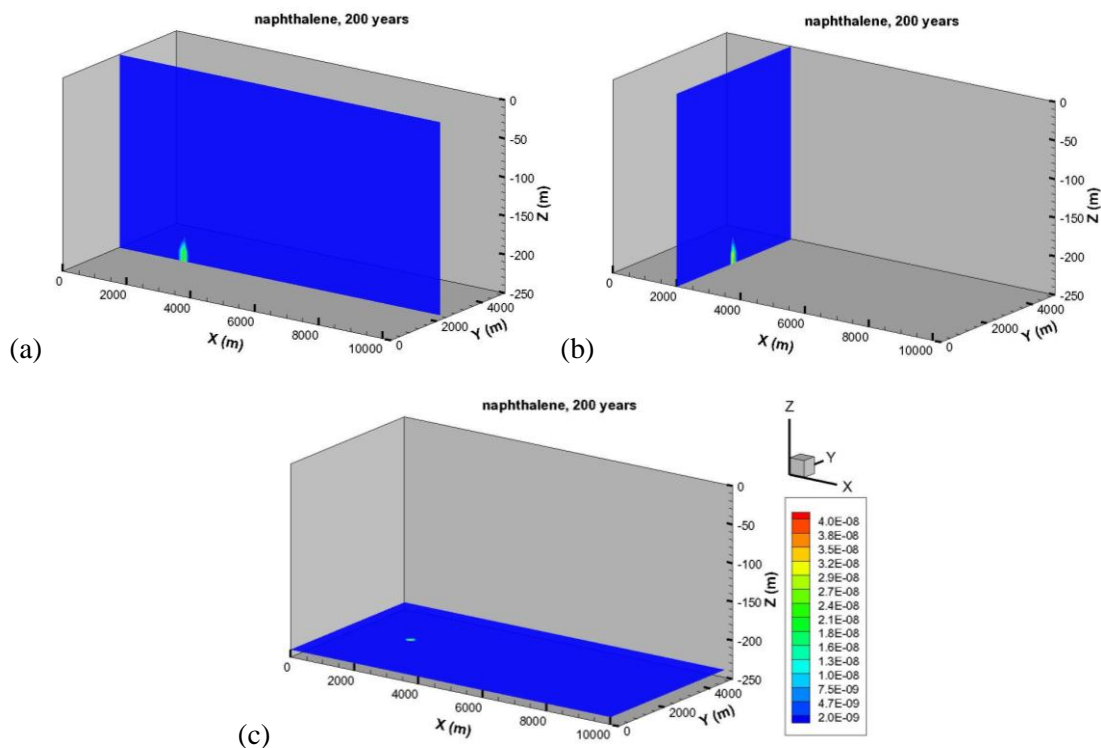 naphthalene, 200 years
0
-50
-100
-150
-200
-250
Z (m)
0
2000
4000
6000
8000
10000
X (m)
0
2000
4000
Y (m)
(a)
naphthalene, 200 years
0
-50
-100
-150
-200
-250
Z (m)
0
2000
4000
6000
8000
10000
X (m)
0
2000
4000
Y (m)
(b)
naphthalene, 200 years
0
-50
-100
-150
-200
-250
Z (m)
0
2000
4000
6000
8000
10000
X (m)
0
2000
4000
Y (m)
(c)
Z
Y
X
4.0E-08
3.8E-08
3.5E-08
3.2E-08
2.9E-08
2.7E-08
2.4E-08
2.1E-08
1.8E-08
1.6E-08
1.3E-08
1.0E-08
7.5E-09
4.7E-09
2.0E-09